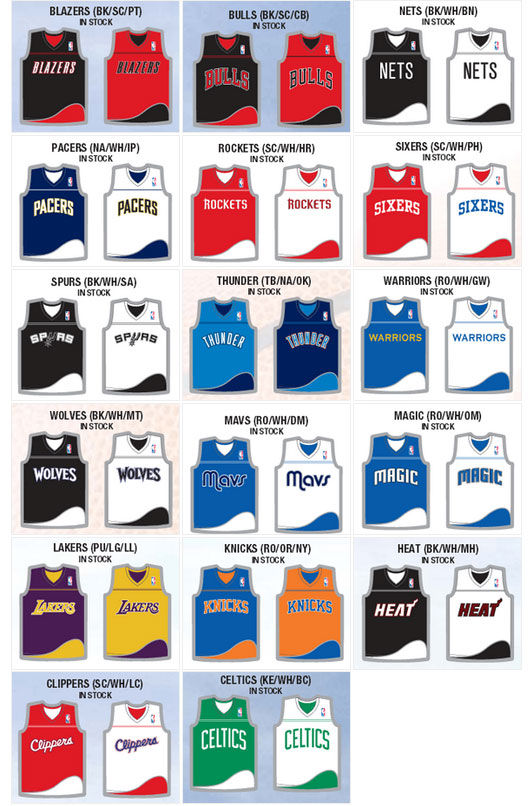 BLAZERS (BK/SC/PT)
IN STOCK
BLAZERS BLAZERS
BULLS (BK/SC/CB)
IN STOCK
BULLS BULLS
NETS (BK/WH/BN)
IN STOCK
NETS NETS
PACERS (NA/WH/IP)
IN STOCK
PACERS PACERS
ROCKETS (SC/WH/HR)
IN STOCK
ROCKETS ROCKETS
SIXERS (SC/WH/PH)
IN STOCK
SIXERS SIXERS
SPURS (BK/WH/SA)
IN STOCK
SPURS SPURS
THUNDER (TB/NA/OK)
IN STOCK
THUNDER THUNDER
WARRIORS (RO/WH/GW)
IN STOCK
WARRIORS WARRIORS
WOLVES (BK/WH/MT)
IN STOCK
WOLVES WOLVES
MAVS (RO/WH/DM)
IN STOCK
Mavs Mavs
MAGIC (RO/WH/OM)
IN STOCK
MAGIC MAGIC
LAKERS (PU/LG/LL)
IN STOCK
LAKERS LAKERS
KNICKS (RO/OR/NY)
IN STOCK
KNICKS KNICKS
HEAT (BK/WH/MH)
IN STOCK
HEAT HEAT
CLIPPERS (SC/WH/LC)
IN STOCK
Clippers Clippers
CELTICS (KE/WH/BC)
IN STOCK
CELTICS CELTICS